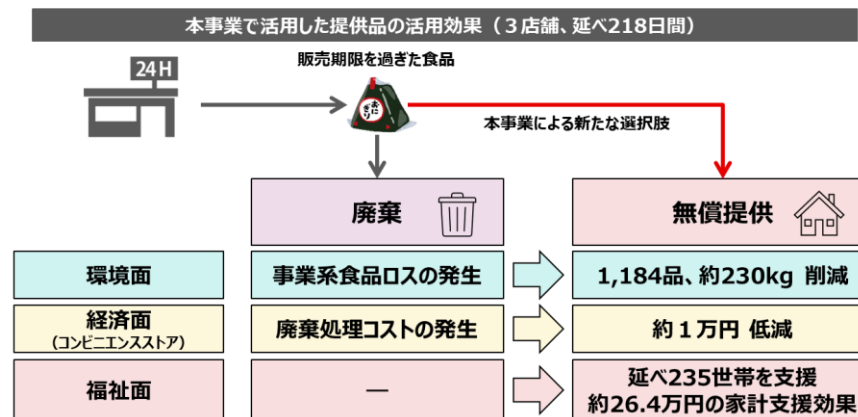 本事業で活用した提供品の活用効果（３店舗、延べ218日間）
24H
販売期限を過ぎた食品
おにぎり
本事業による新たな選択肢
廃棄
無償提供
環境面
事業系食品ロスの発生
1,184品、約230kg 削減
経済面
(コンビニエンスストア)
廃棄処理コストの発生
約１万円 低減
福祉面
―
延べ235世帯を支援
約26.4万円の家計支援効果